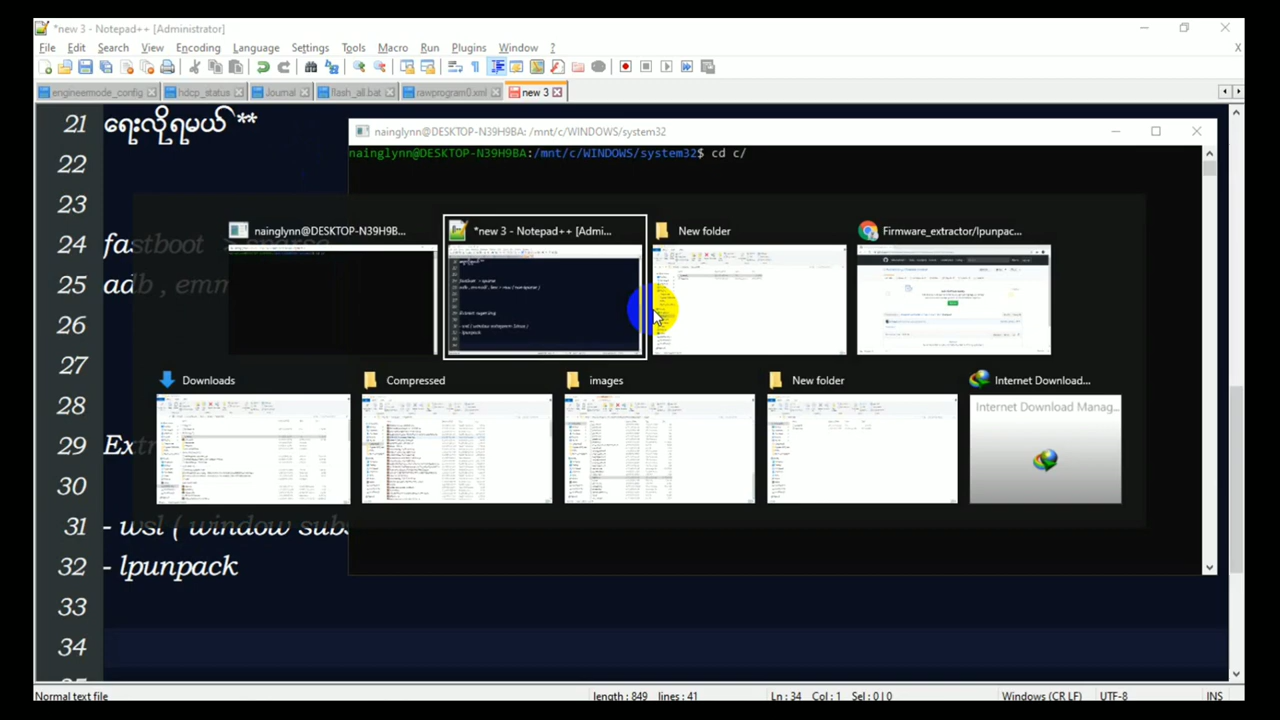 *new 3 - Notepad++ [Administrator]
File Edit Search View Encoding Language Settings Tools Macro Run Plugins Window ?
X
engineermode_config hdcp_status Journal flash_all.bat rawprogram0.xml new 3
21 ရေးလို့ရမယ် **
22
23
24 fastboot > sparse
25 adb , e
26
27
28
29 Ext
30
31 - wsl ( window subs
32 - lpunpack
33
34
nainglynn@DESKTOP-N39H9BA: /mnt/c/WINDOWS/system32
nainglynn@DESKTOP-N39H9BA:/mnt/c/WINDOWS/system32$ cd c/
nainglynn@DESKTOP-N39H9B...
*new 3 - Notepad++ [Admi...
New folder
Firmware_extractor/lpunpac...
Downloads
Compressed
images
New folder
Internet Download...
Internet Download Manag...
Normal text file length : 849 lines : 41 Ln : 34 Col : 1 Sel : 0 | 0 Windows (CR LF) UTF-8 INS